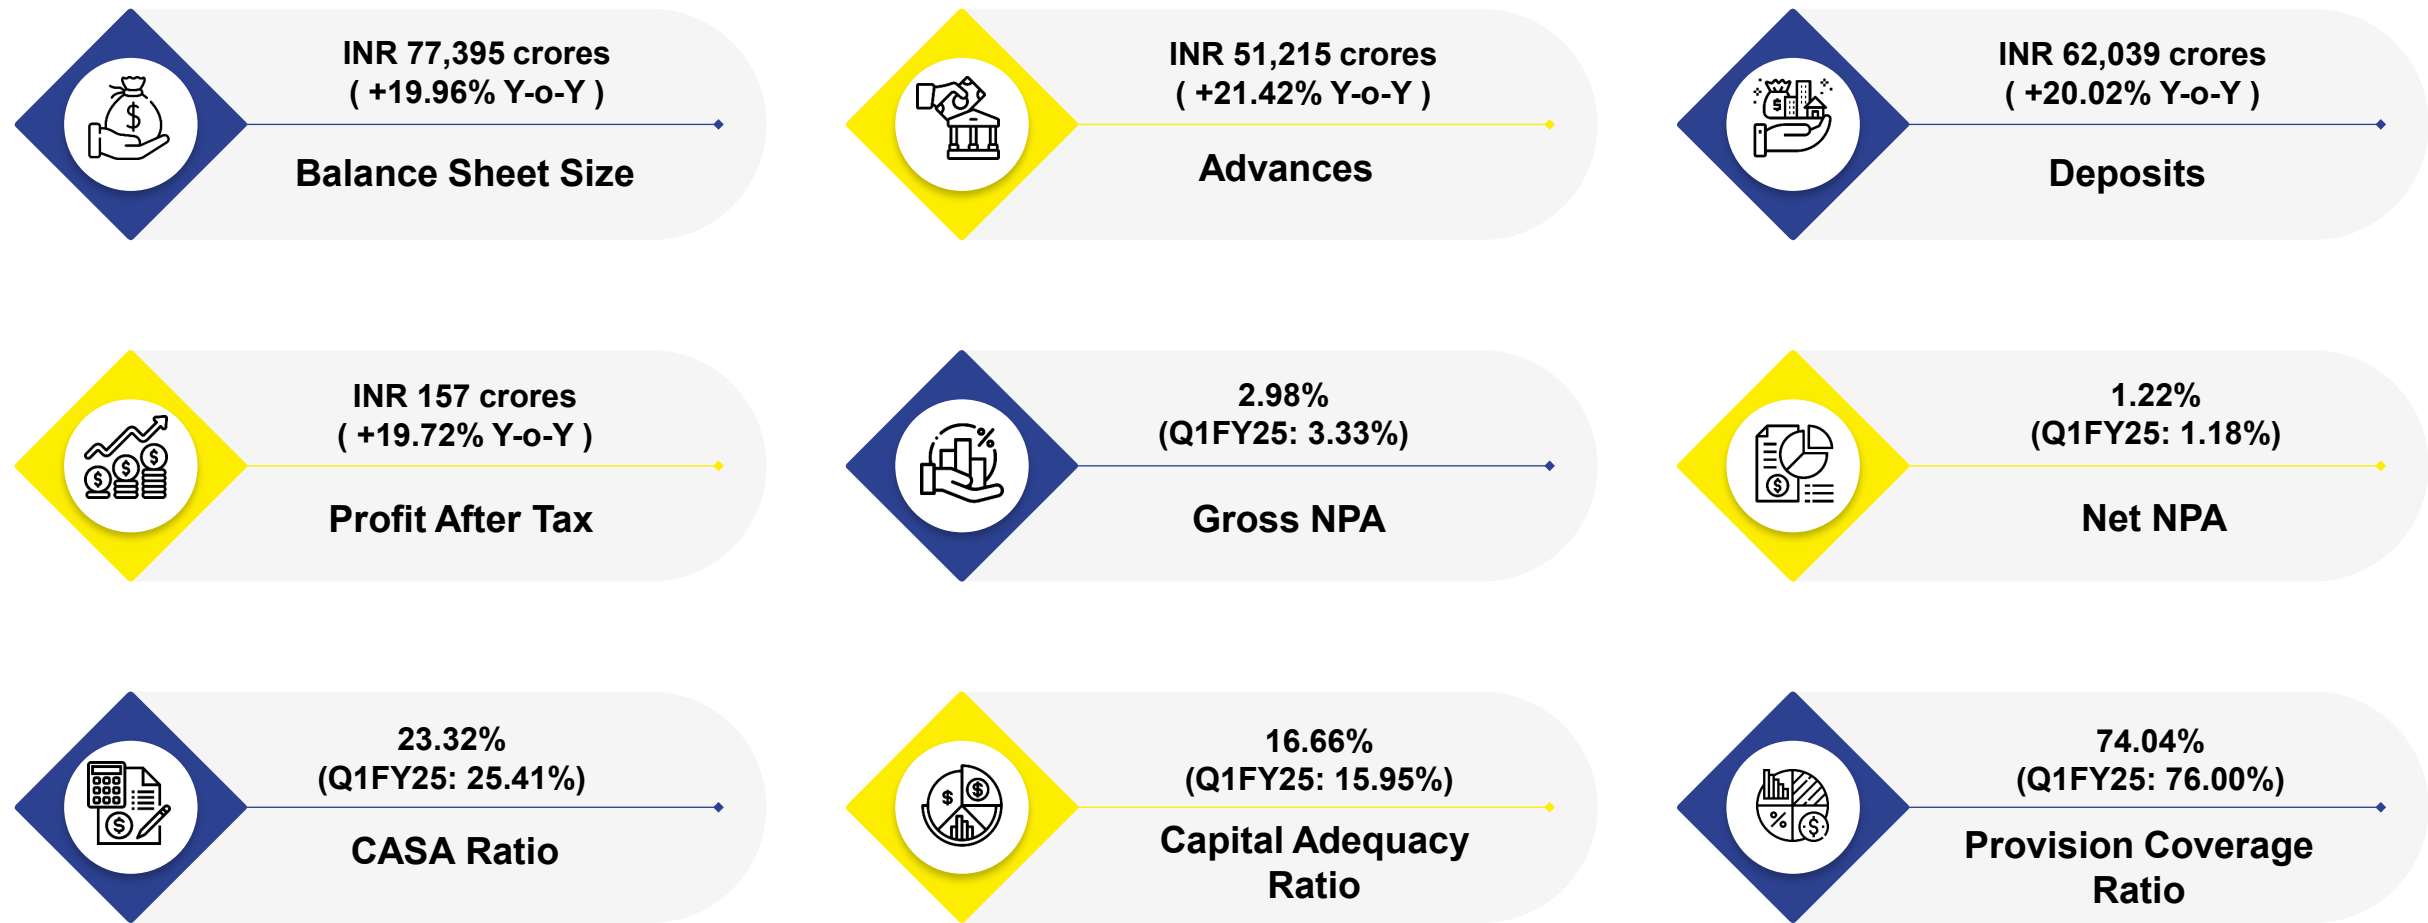 INR 77,395 crores
( +19.96% Y-o-Y )
Balance Sheet Size
INR 51,215 crores
( +21.42% Y-o-Y )
Advances
INR 62,039 crores
( +20.02% Y-o-Y )
Deposits
INR 157 crores
( +19.72% Y-o-Y )
Profit After Tax
2.98%
(Q1FY25: 3.33%)
Gross NPA
1.22%
(Q1FY25: 1.18%)
Net NPA
23.32%
(Q1FY25: 25.41%)
CASA Ratio
16.66%
(Q1FY25: 15.95%)
Capital Adequacy
Ratio
74.04%
(Q1FY25: 76.00%)
Provision Coverage
Ratio